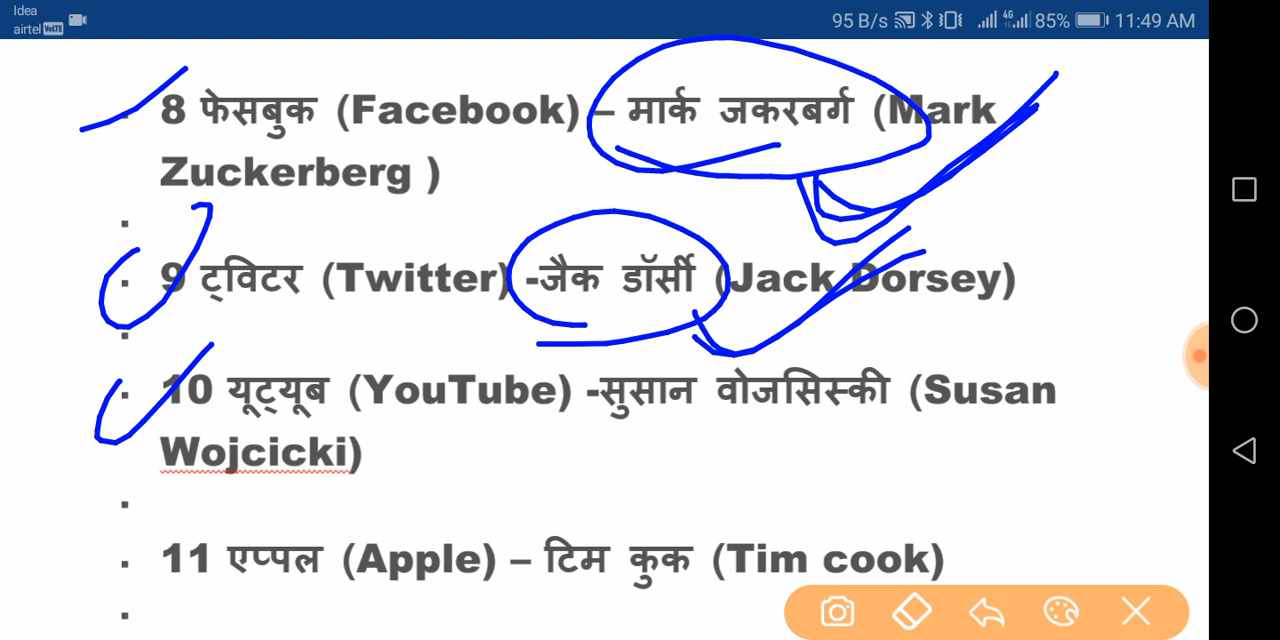 Idea
airtel VoLTE
95 B/s 4G 85% 11:49 AM
8 फेसबुक (Facebook) – मार्क जकरबर्ग (Mark
Zuckerberg )
9 ट्विटर (Twitter) -जैक डॉर्सी (Jack Dorsey)
10 यूट्यूब (YouTube) -सुसान वोजसिस्की (Susan
Wojcicki)
11 एप्पल (Apple) – टिम कुक (Tim cook)